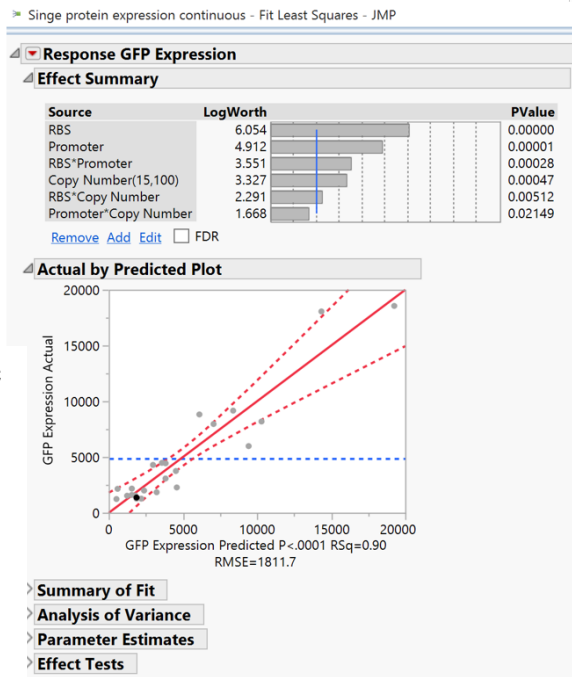 Singe protein expression continuous - Fit Least Squares - JMP
Response GFP Expression
Effect Summary
Source LogWorth PValue
RBS 6.054 0.00000
Promoter 4.912 0.00001
RBS*Promoter 3.551 0.00028
Copy Number(15,100) 3.327 0.00047
RBS*Copy Number 2.291 0.00512
Promoter*Copy Number 1.668 0.02149
Remove Add Edit FDR
Actual by Predicted Plot
20000
15000
10000
5000
0
GFP Expression Actual
0 5000 10000 15000 20000
GFP Expression Predicted P<.0001 RSq=0.90
RMSE=1811.7
Summary of Fit
Analysis of Variance
Parameter Estimates
Effect Tests